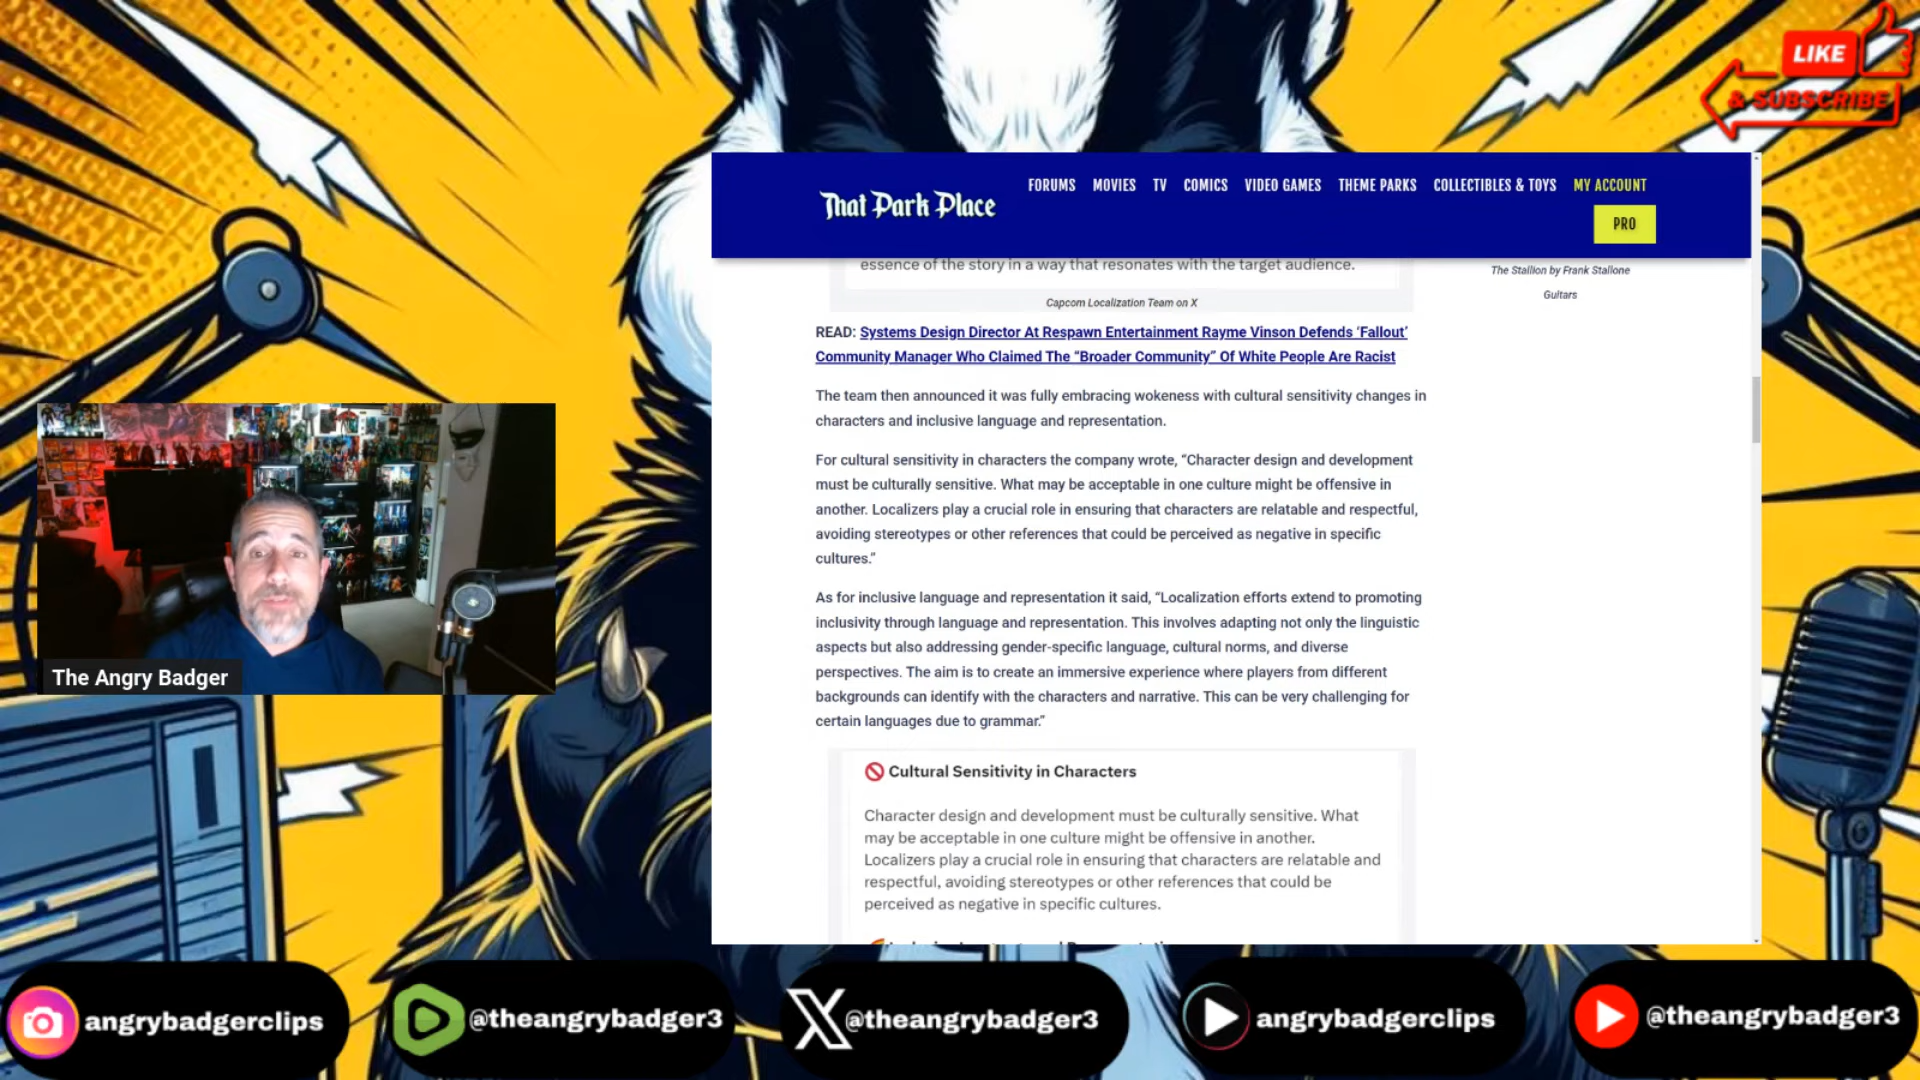 LIKE
& SUBSCRIBE
That Park Place
FORUMS MOVIES TV COMICS VIDEO GAMES THEME PARKS COLLECTIBLES & TOYS MY ACCOUNT
PRO
essence of the story in a way that resonates with the target audience.
Capcom Localization Team on X
The Stallion by Frank Stallone
Guitars
READ: Systems Design Director At Respawn Entertainment Rayme Vinson Defends ‘Fallout’
Community Manager Who Claimed The “Broader Community” Of White People Are Racist
The team then announced it was fully embracing wokeness with cultural sensitivity changes in
characters and inclusive language and representation.
For cultural sensitivity in characters the company wrote, “Character design and development
must be culturally sensitive. What may be acceptable in one culture might be offensive in
another. Localizers play a crucial role in ensuring that characters are relatable and respectful,
avoiding stereotypes or other references that could be perceived as negative in specific
cultures.”
As for inclusive language and representation it said, “Localization efforts extend to promoting
inclusivity through language and representation. This involves adapting not only the linguistic
aspects but also addressing gender-specific language, cultural norms, and diverse
perspectives. The aim is to create an immersive experience where players from different
backgrounds can identify with the characters and narrative. This can be very challenging for
certain languages due to grammar.”
Cultural Sensitivity in Characters
Character design and development must be culturally sensitive. What
may be acceptable in one culture might be offensive in another.
Localizers play a crucial role in ensuring that characters are relatable and
respectful, avoiding stereotypes or other references that could be
perceived as negative in specific cultures.
The Angry Badger
angrybadgerclips
@theangrybadger3
@theangrybadger3
angrybadgerclips
@theangrybadger3